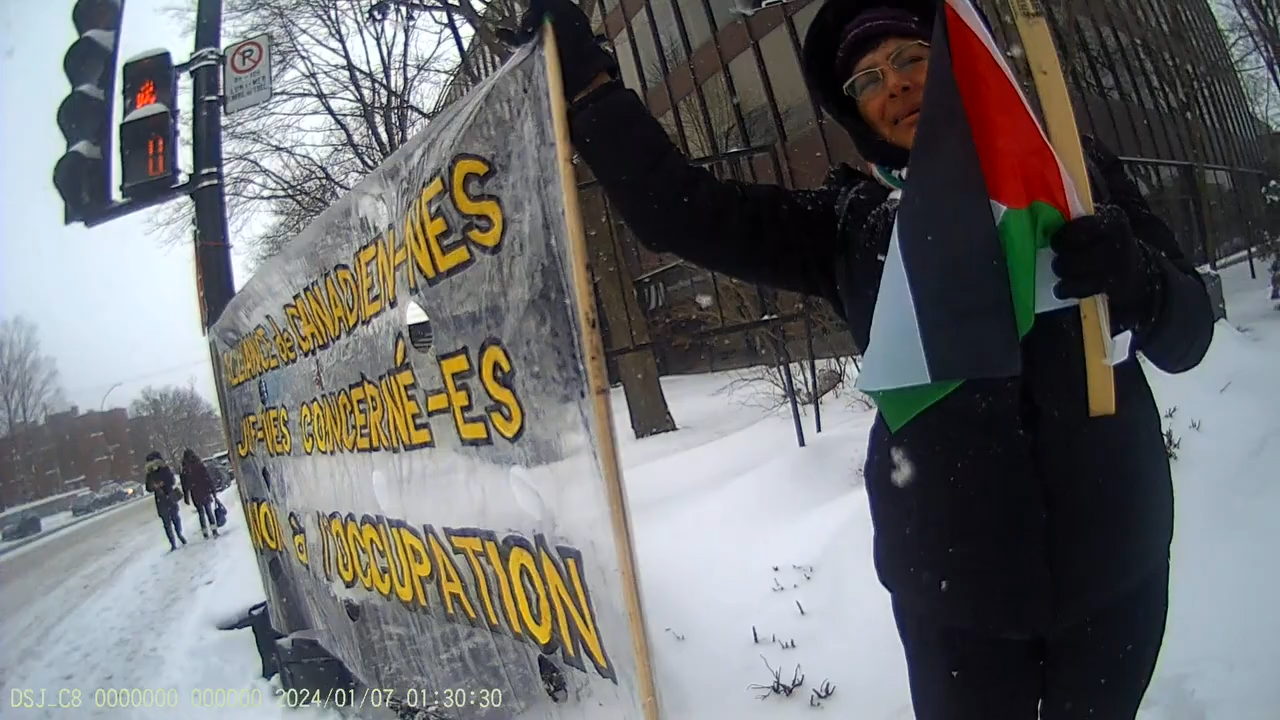 ALLIANCE de CANADIEN-NES
JUIF-VES CONCERNÉ-ES
NON à l'OCCUPATION
DSJ_C8 0000000 000000 2024/01/07 01:30:30